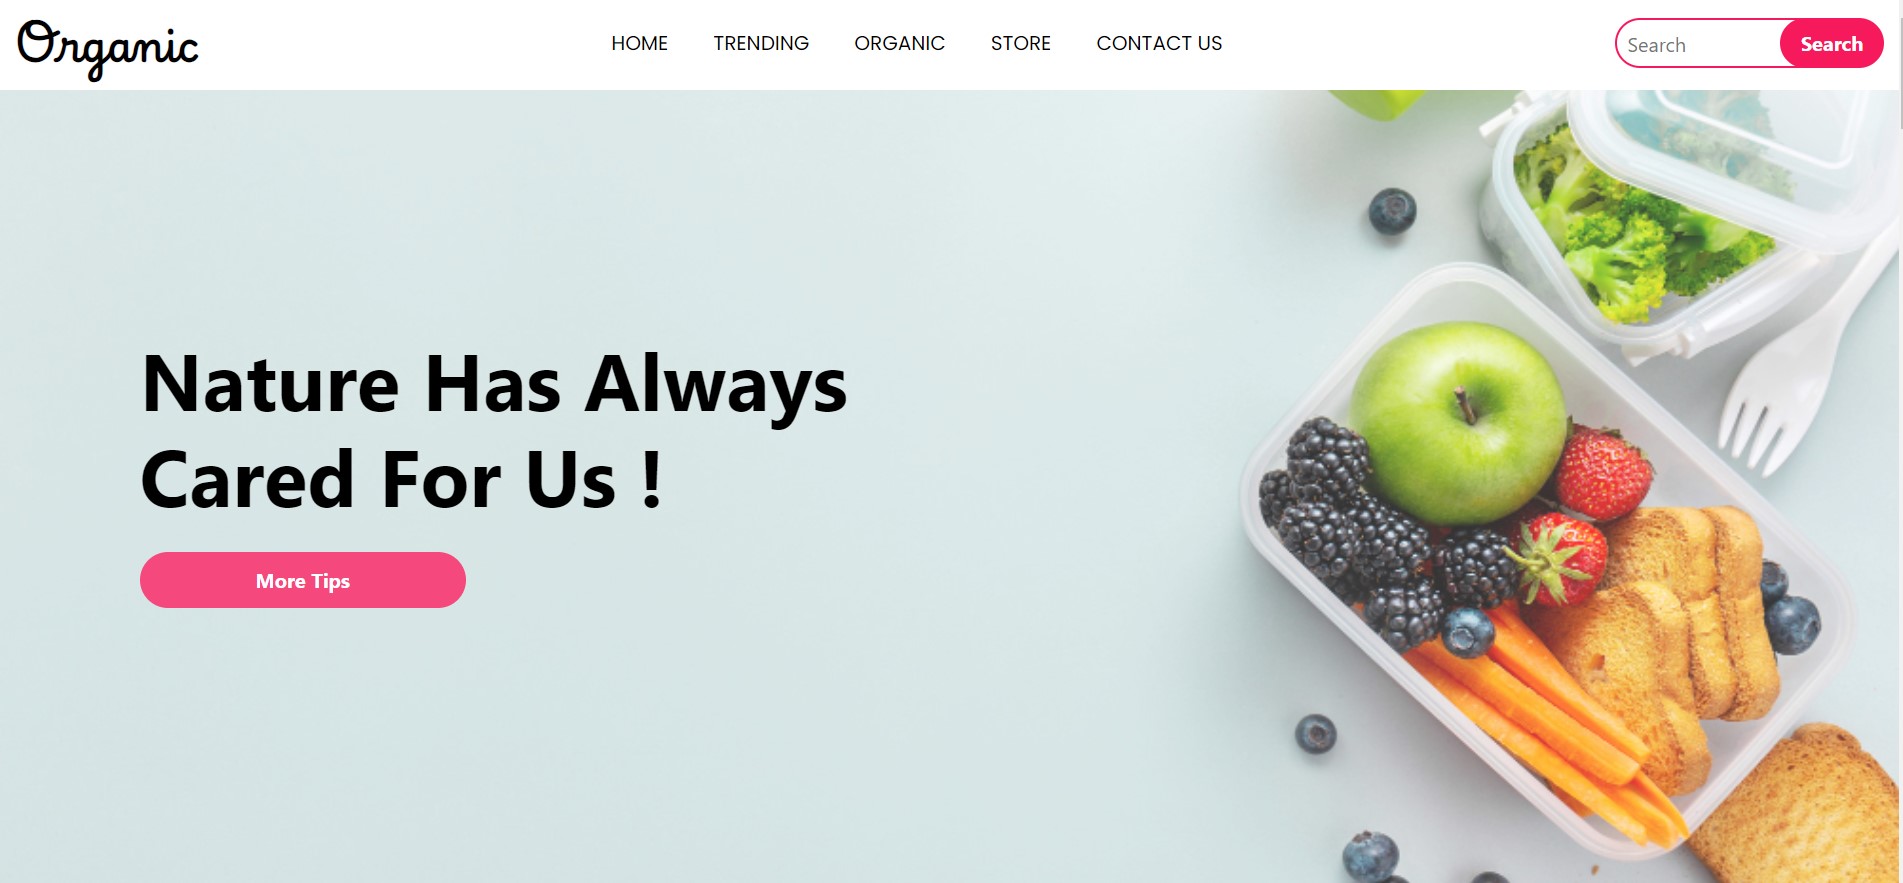 Organic
HOME
TRENDING
ORGANIC
STORE
CONTACT US
Search
Search
Nature Has Always
Cared For Us !
More Tips